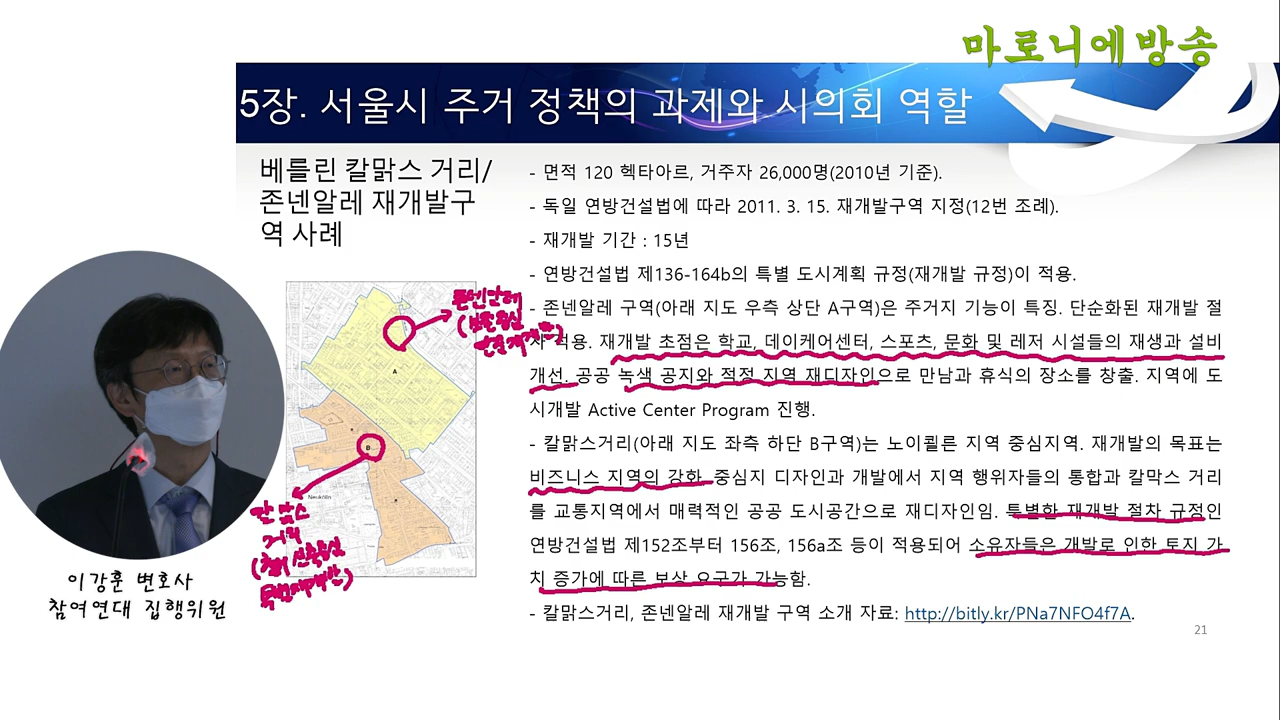 마로니에방송
5장. 서울시 주거 정책의 과제와 시의회 역할
베를린 칼맑스 거리/
존넨알레 재개발구
역 사례
- 면적 120 헥타아르, 거주자 26,000명(2010년 기준).
- 독일 연방건설법에 따라 2011. 3. 15. 재개발구역 지정(12번 조례).
- 재개발 기간 : 15년
- 연방건설법 제136-164b의 특별 도시계획 규정(재개발 규정)이 적용.
- 존넨알레 구역(아래 지도 우측 상단 A구역)은 주거지 기능이 특징. 단순화된 재개발 절
차 적용. 재개발 초점은 학교, 데이케어센터, 스포츠, 문화 및 레저 시설들의 재생과 설비
개선. 공공 녹색 공지와 적정 지역 재디자인으로 만남과 휴식의 장소를 창출. 지역에 도
시개발 Active Center Program 진행.
- 칼맑스거리(아래 지도 좌측 하단 B구역)는 노이퀼른 지역 중심지역. 재개발의 목표는
비즈니스 지역의 강화, 중심지 디자인과 개발에서 지역 행위자들의 통합과 칼막스 거리
를 교통지역에서 매력적인 공공 도시공간으로 재디자인임. 특별한 재개발 절차 규정인
연방건설법 제152조부터 156조, 156a조 등이 적용되어 소유자들은 개발로 인한 토지 가
치 증가에 따른 보상 요구가 가능함.
- 칼맑스거리, 존넨알레 재개발 구역 소개 자료: http://bitly.kr/PNa7NFO4f7A.
21
존넨알레
A
B
Neukölln
칼맑스
거리
이강훈 변호사
참여연대 집행위원